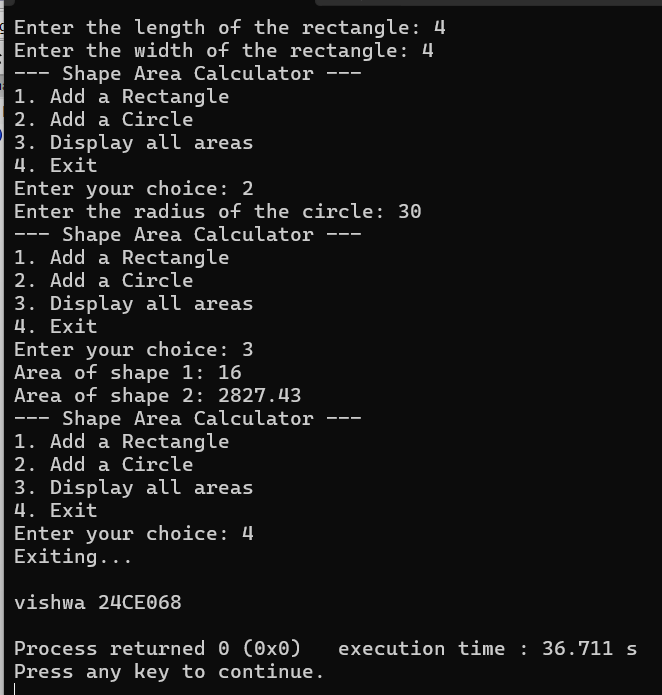 Enter the length of the rectangle: 4
Enter the width of the rectangle: 4
--- Shape Area Calculator ---
1. Add a Rectangle
2. Add a Circle
3. Display all areas
4. Exit
Enter your choice: 2
Enter the radius of the circle: 30
--- Shape Area Calculator ---
1. Add a Rectangle
2. Add a Circle
3. Display all areas
4. Exit
Enter your choice: 3
Area of shape 1: 16
Area of shape 2: 2827.43
--- Shape Area Calculator ---
1. Add a Rectangle
2. Add a Circle
3. Display all areas
4. Exit
Enter your choice: 4
Exiting...
vishwa 24CE068
Process returned 0 (0x0)   execution time : 36.711 s
Press any key to continue.